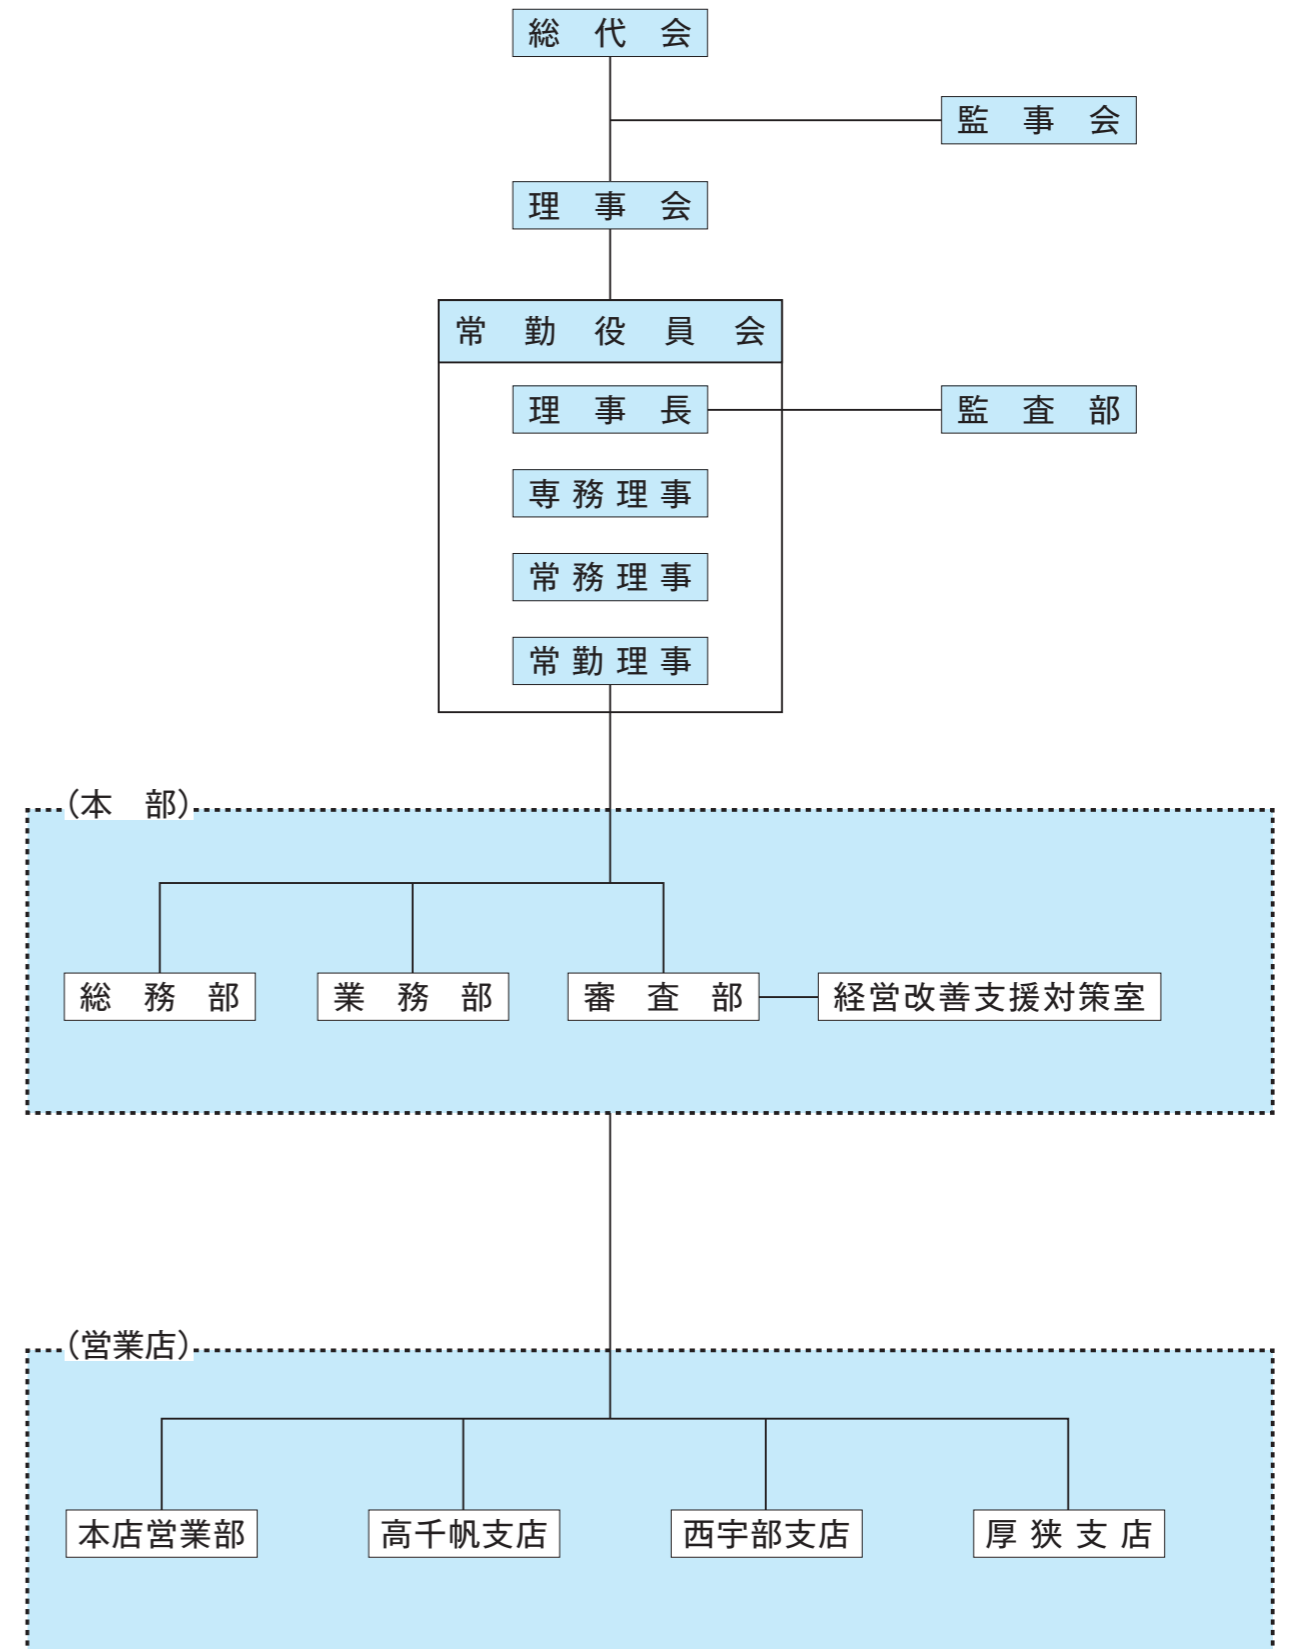 総代会
監事会
理事会
常勤役員会
理事長
監査部
専務理事
常務理事
常勤理事
（本　部）
総務部
業務部
審査部
経営改善支援対策室
（営業店）
本店営業部
高千帆支店
西宇部支店
厚狭支店